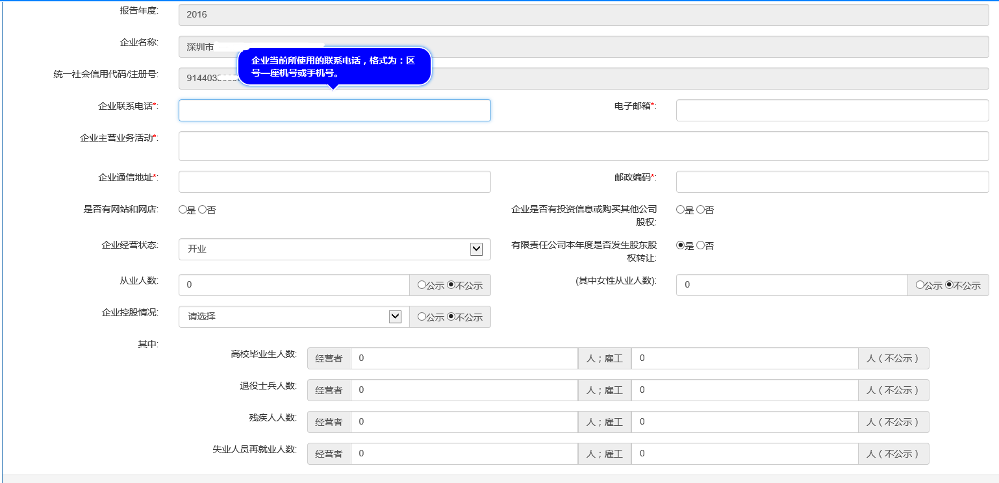 报告年度:
2016
企业名称:
深圳市
企业当前所使用的联系电话，格式为：区
号—座机号或手机号。
统一社会信用代码/注册号:
914403
企业联系电话*:
电子邮箱*:
企业主营业务活动*:
企业通信地址*:
邮政编码*:
是否有网站和网店:
是 否
企业是否有投资信息或购买其他公司
股权:
是 否
企业经营状态:
开业
有限责任公司本年度是否发生股东股
权转让:
是 否
从业人数:
0
公示 不公示
(其中女性从业人数):
0
公示 不公示
企业控股情况:
请选择
公示 不公示
其中:
高校毕业生人数:
经营者 0 人；雇工 0 人（不公示）
退役士兵人数:
经营者 0 人；雇工 0 人（不公示）
残疾人人数:
经营者 0 人；雇工 0 人（不公示）
失业人员再就业人数:
经营者 0 人；雇工 0 人（不公示）